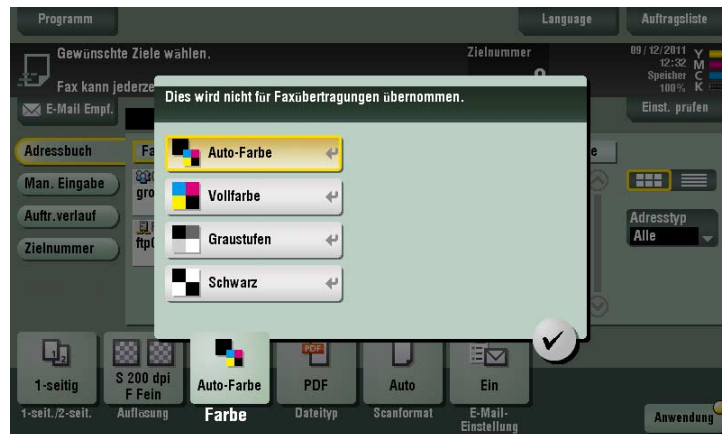 Programm
Language
Auftragsliste
Gewünschte Ziele wählen.
Zielnummer
09/12/2011
12:32
Speicher
100%
Y
M
C
K
Fax kann
E-Mail Empf.
Einst. prüfen
Dies wird nicht für Faxübertragungen übernommen.
Adressbuch
Man. Eingabe
Auftr.verlauf
Zielnummer
Auto-Farbe
Vollfarbe
Graustufen
Schwarz
Adresstyp
Alle
1-seitig
S 200 dpi
F Fein
Auto-Farbe
PDF
PDF
Auto
Ein
1-seit./2-seit.
Auflösung
Farbe
Dateityp
Scanformat
E-Mail-
Einstellung
Anwendung